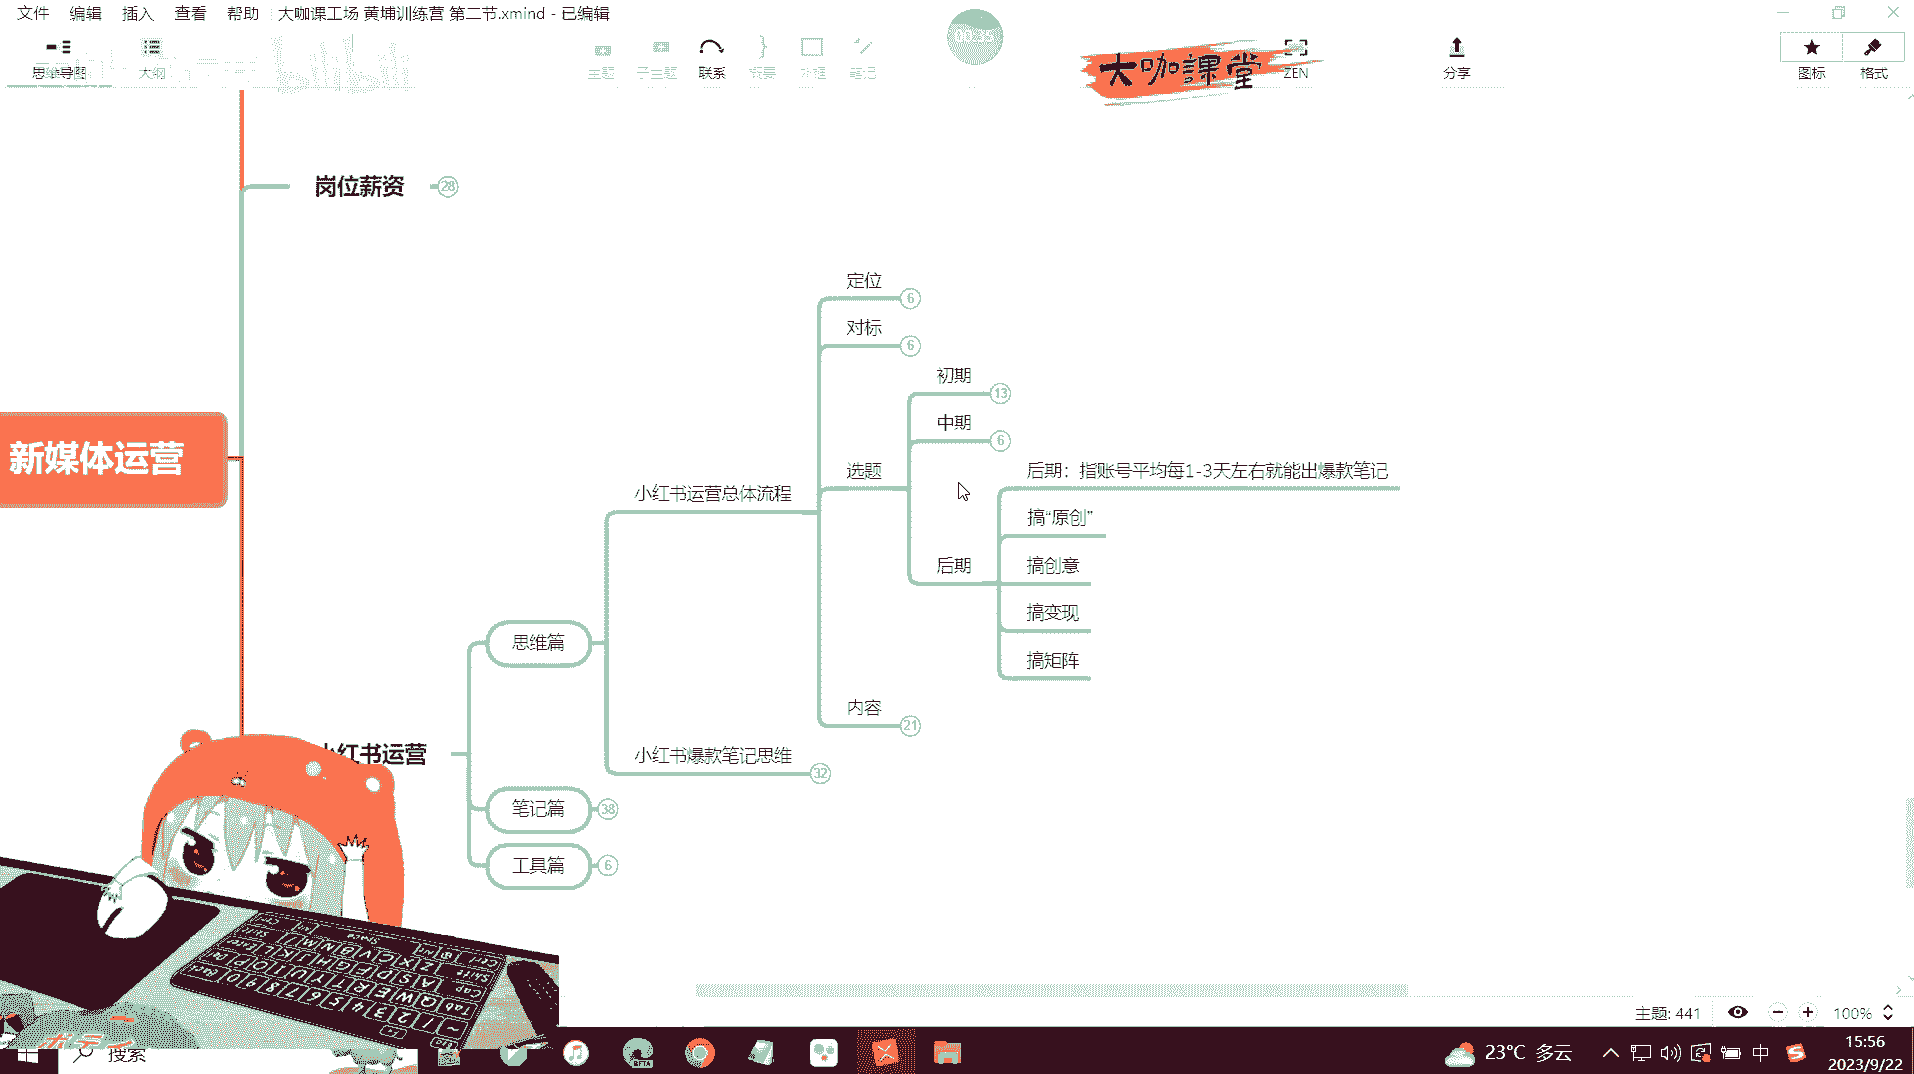 文件 编辑 插入 查看 帮助 大咖课工场 黄埔训练营 第二节.xmind - 已编辑
思维导图 大纲 主题 子主题 联系 概要 外框 笔记 ZEN 分享 图标 格式
00:35
大咖課堂
岗位薪资 28
定位 6
对标 6
初期 13
中期 6
新媒体运营
选题
后期：指账号平均每1-3天左右就能出爆款笔记
小红书运营总体流程
搞“原创”
后期
搞创意
搞变现
思维篇
搞矩阵
内容 21
小红书运营
小红书爆款笔记思维 32
笔记篇 38
工具篇 6
主题: 441 100%
搜索
23°C 多云
中
15:56
2023/9/22